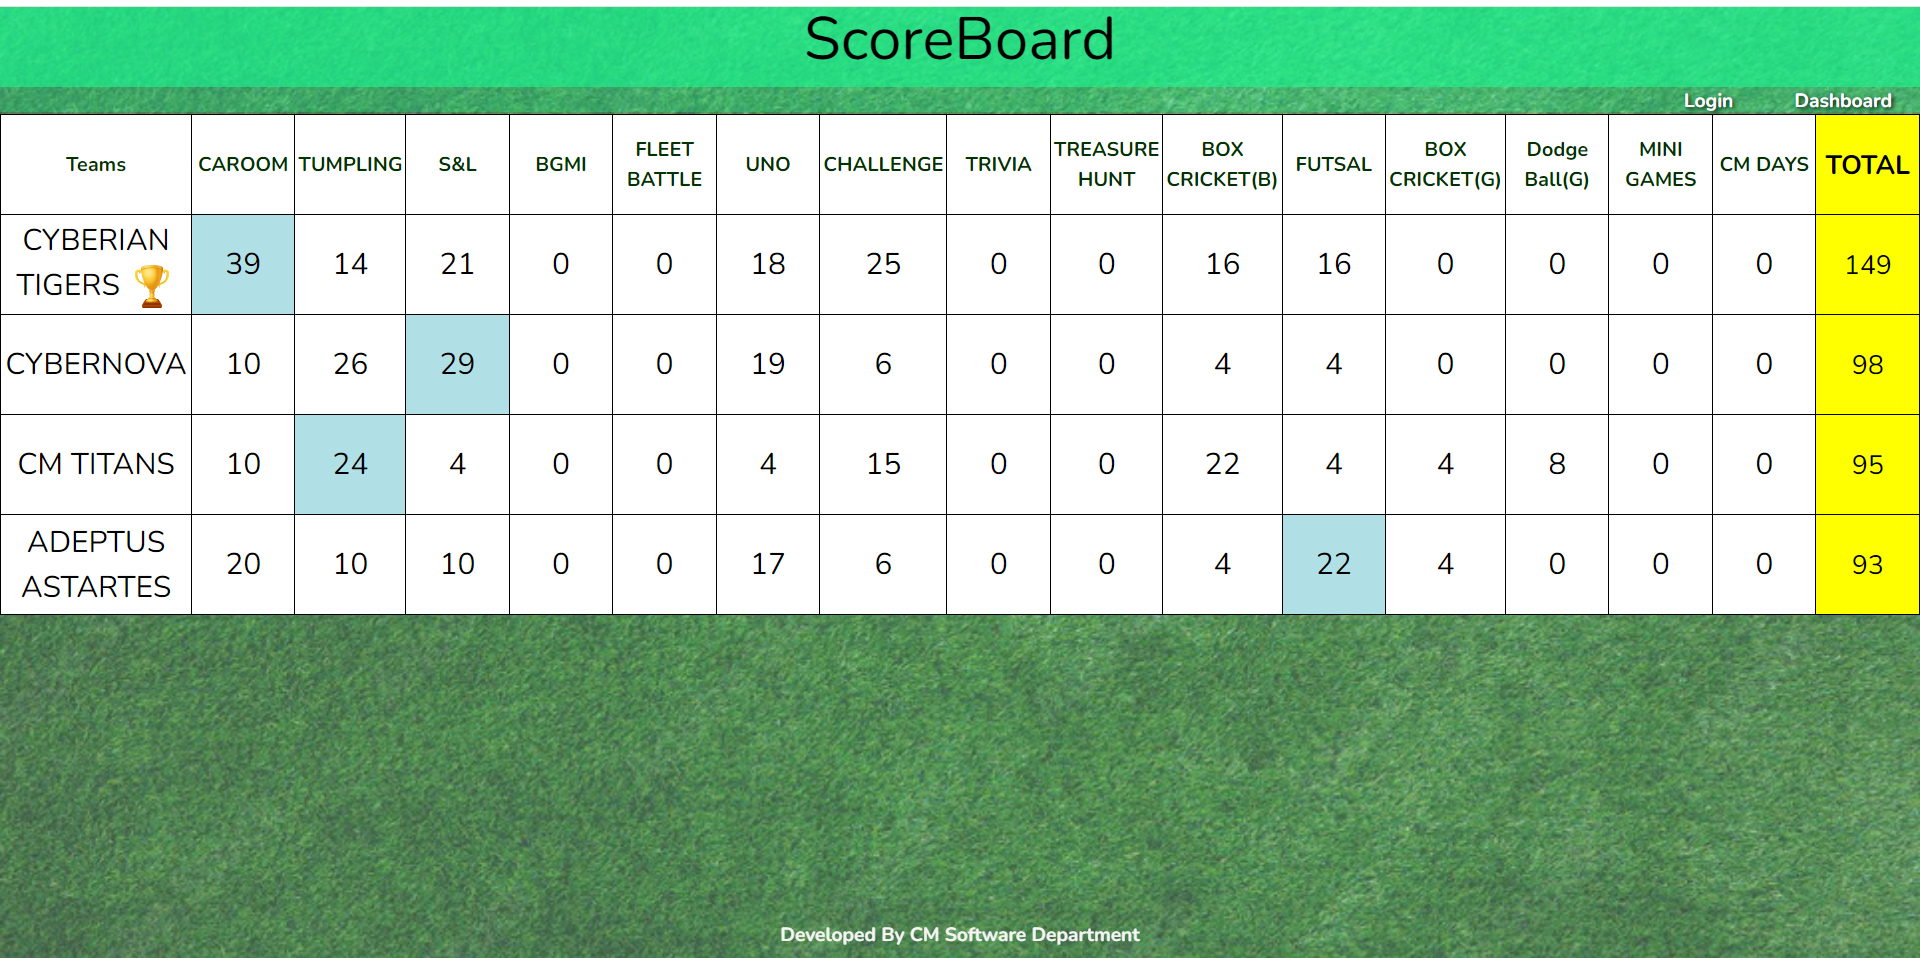 ScoreBoard
Login Dashboard
Teams CAROOM TUMPLING S&L BGMI FLEET BATTLE UNO CHALLENGE TRIVIA TREASURE HUNT BOX CRICKET(B) FUTSAL BOX CRICKET(G) Dodge Ball(G) MINI GAMES CM DAYS TOTAL
CYBERIAN TIGERS 39 14 21 0 0 18 25 0 0 16 16 0 0 0 0 149
CYBERNOVA 10 26 29 0 0 19 6 0 0 4 4 0 0 0 0 98
CM TITANS 10 24 4 0 0 4 15 0 0 22 4 4 8 0 0 95
ADEPTUS ASTARTES 20 10 10 0 0 17 6 0 0 4 22 4 0 0 0 93
Developed By CM Software Department